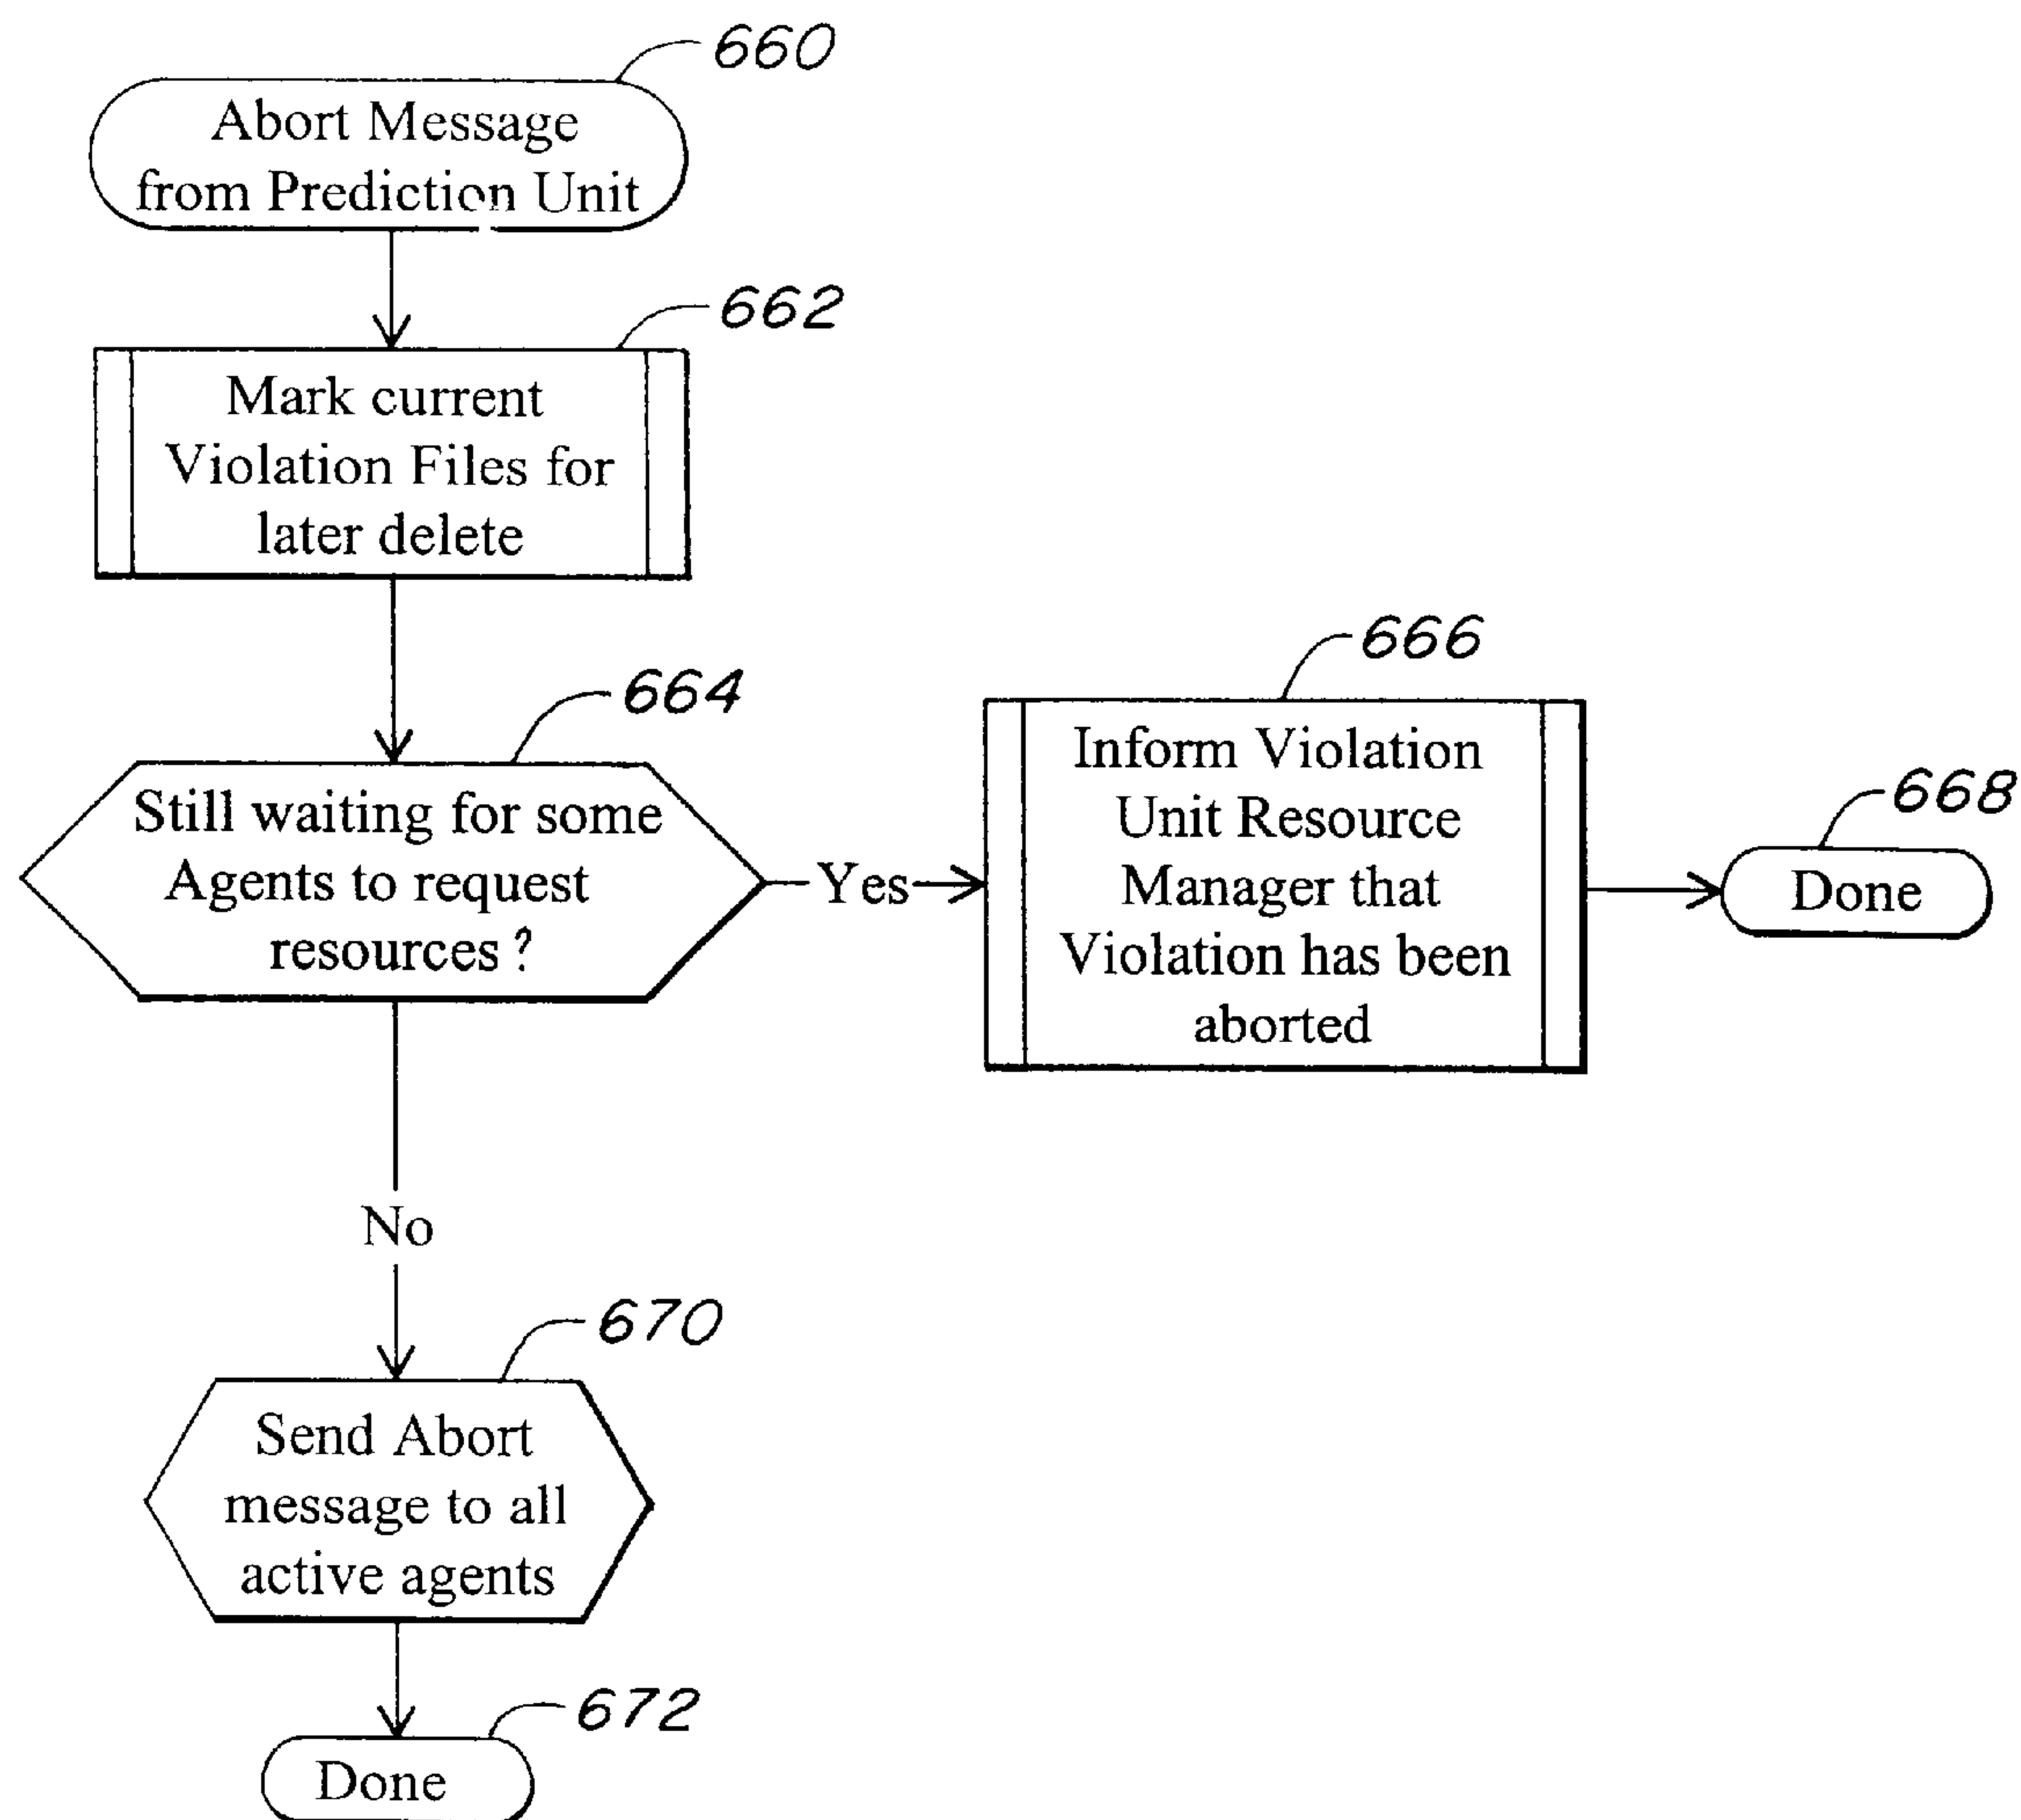 660
Abort Message
from Prediction Unit
662
Mark current
Violation Files for
later delete
664
Still waiting for some
Agents to request
resources?
Yes
666
Inform Violation
Unit Resource
Manager that
Violation has been
aborted
668
Done
No
670
Send Abort
message to all
active agents
672
Done